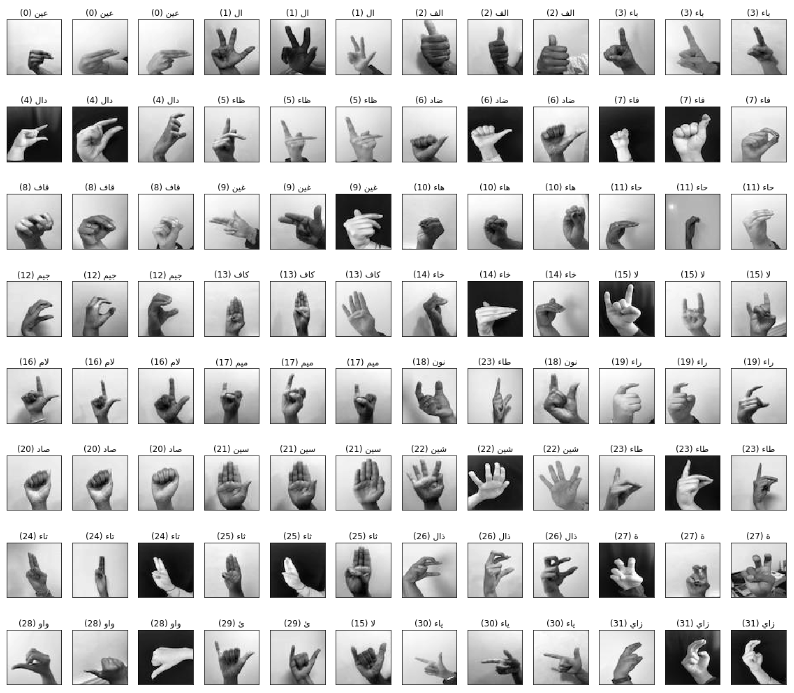 عين (0) عين (0) عين (0) ال (1) ال (1) ال (1) الف (2) الف (2) الف (2) باء (3) باء (3) باء (3)
دال (4) دال (4) دال (4) ظاء (5) ظاء (5) ظاء (5) ضاد (6) ضاد (6) ضاد (6) فاء (7) فاء (7) فاء (7)
قاف (8) قاف (8) قاف (8) غين (9) غين (9) غين (9) هاء (10) هاء (10) هاء (10) حاء (11) حاء (11) حاء (11)
جيم (12) جيم (12) جيم (12) كاف (13) كاف (13) كاف (13) خاء (14) خاء (14) خاء (14) لا (15) لا (15) لا (15)
لام (16) لام (16) لام (16) ميم (17) ميم (17) ميم (17) نون (18) طاء (23) نون (18) راء (19) راء (19) راء (19)
صاد (20) صاد (20) صاد (20) سين (21) سين (21) سين (21) شين (22) شين (22) شين (22) طاء (23) طاء (23) طاء (23)
تاء (24) تاء (24) تاء (24) ثاء (25) ثاء (25) ثاء (25) ذال (26) ذال (26) ذال (26) ة (27) ة (27) ة (27)
واو (28) واو (28) واو (28) ئ (29) ئ (29) لا (15) ياء (30) ياء (30) ياء (30) زاي (31) زاي (31) زاي (31)